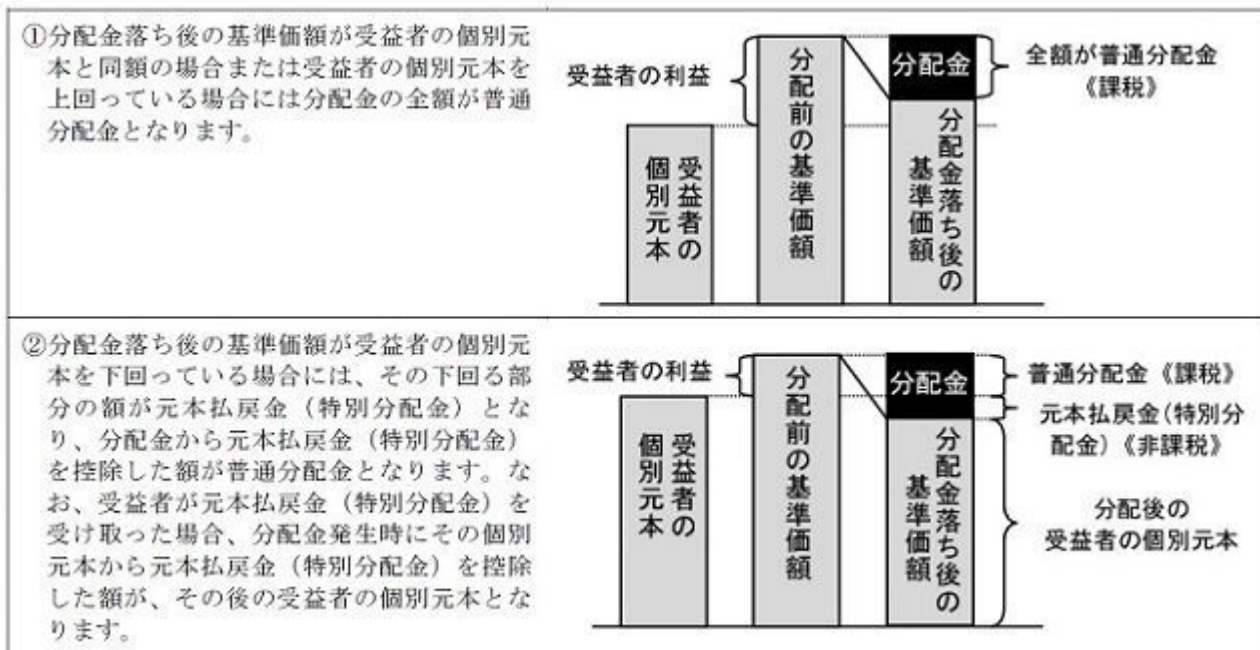 ①分配金落ち後の基準価額が受益者の個別元
本と同額の場合または受益者の個別元本を
上回っている場合には分配金の全額が普通
分配金となります。
受益者の利益
受益者の
個別元本
分配前の基準価額
分配金
分配金落ち後の
基準価額
全額が普通分配金
《課税》
②分配金落ち後の基準価額が受益者の個別元
本を下回っている場合には、その下回る部
分の額が元本払戻金（特別分配金）とな
り、分配金から元本払戻金（特別分配金）
を控除した額が普通分配金となります。な
お、受益者が元本払戻金（特別分配金）を
受け取った場合、分配金発生時にその個別
元本から元本払戻金（特別分配金）を控除
した額が、その後の受益者の個別元本とな
ります。
受益者の利益
受益者の
個別元本
分配前の基準価額
分配金
分配金落ち後の
基準価額
普通分配金《課税》
元本払戻金（特別分
配金）《非課税》
分配後の
受益者の個別元本